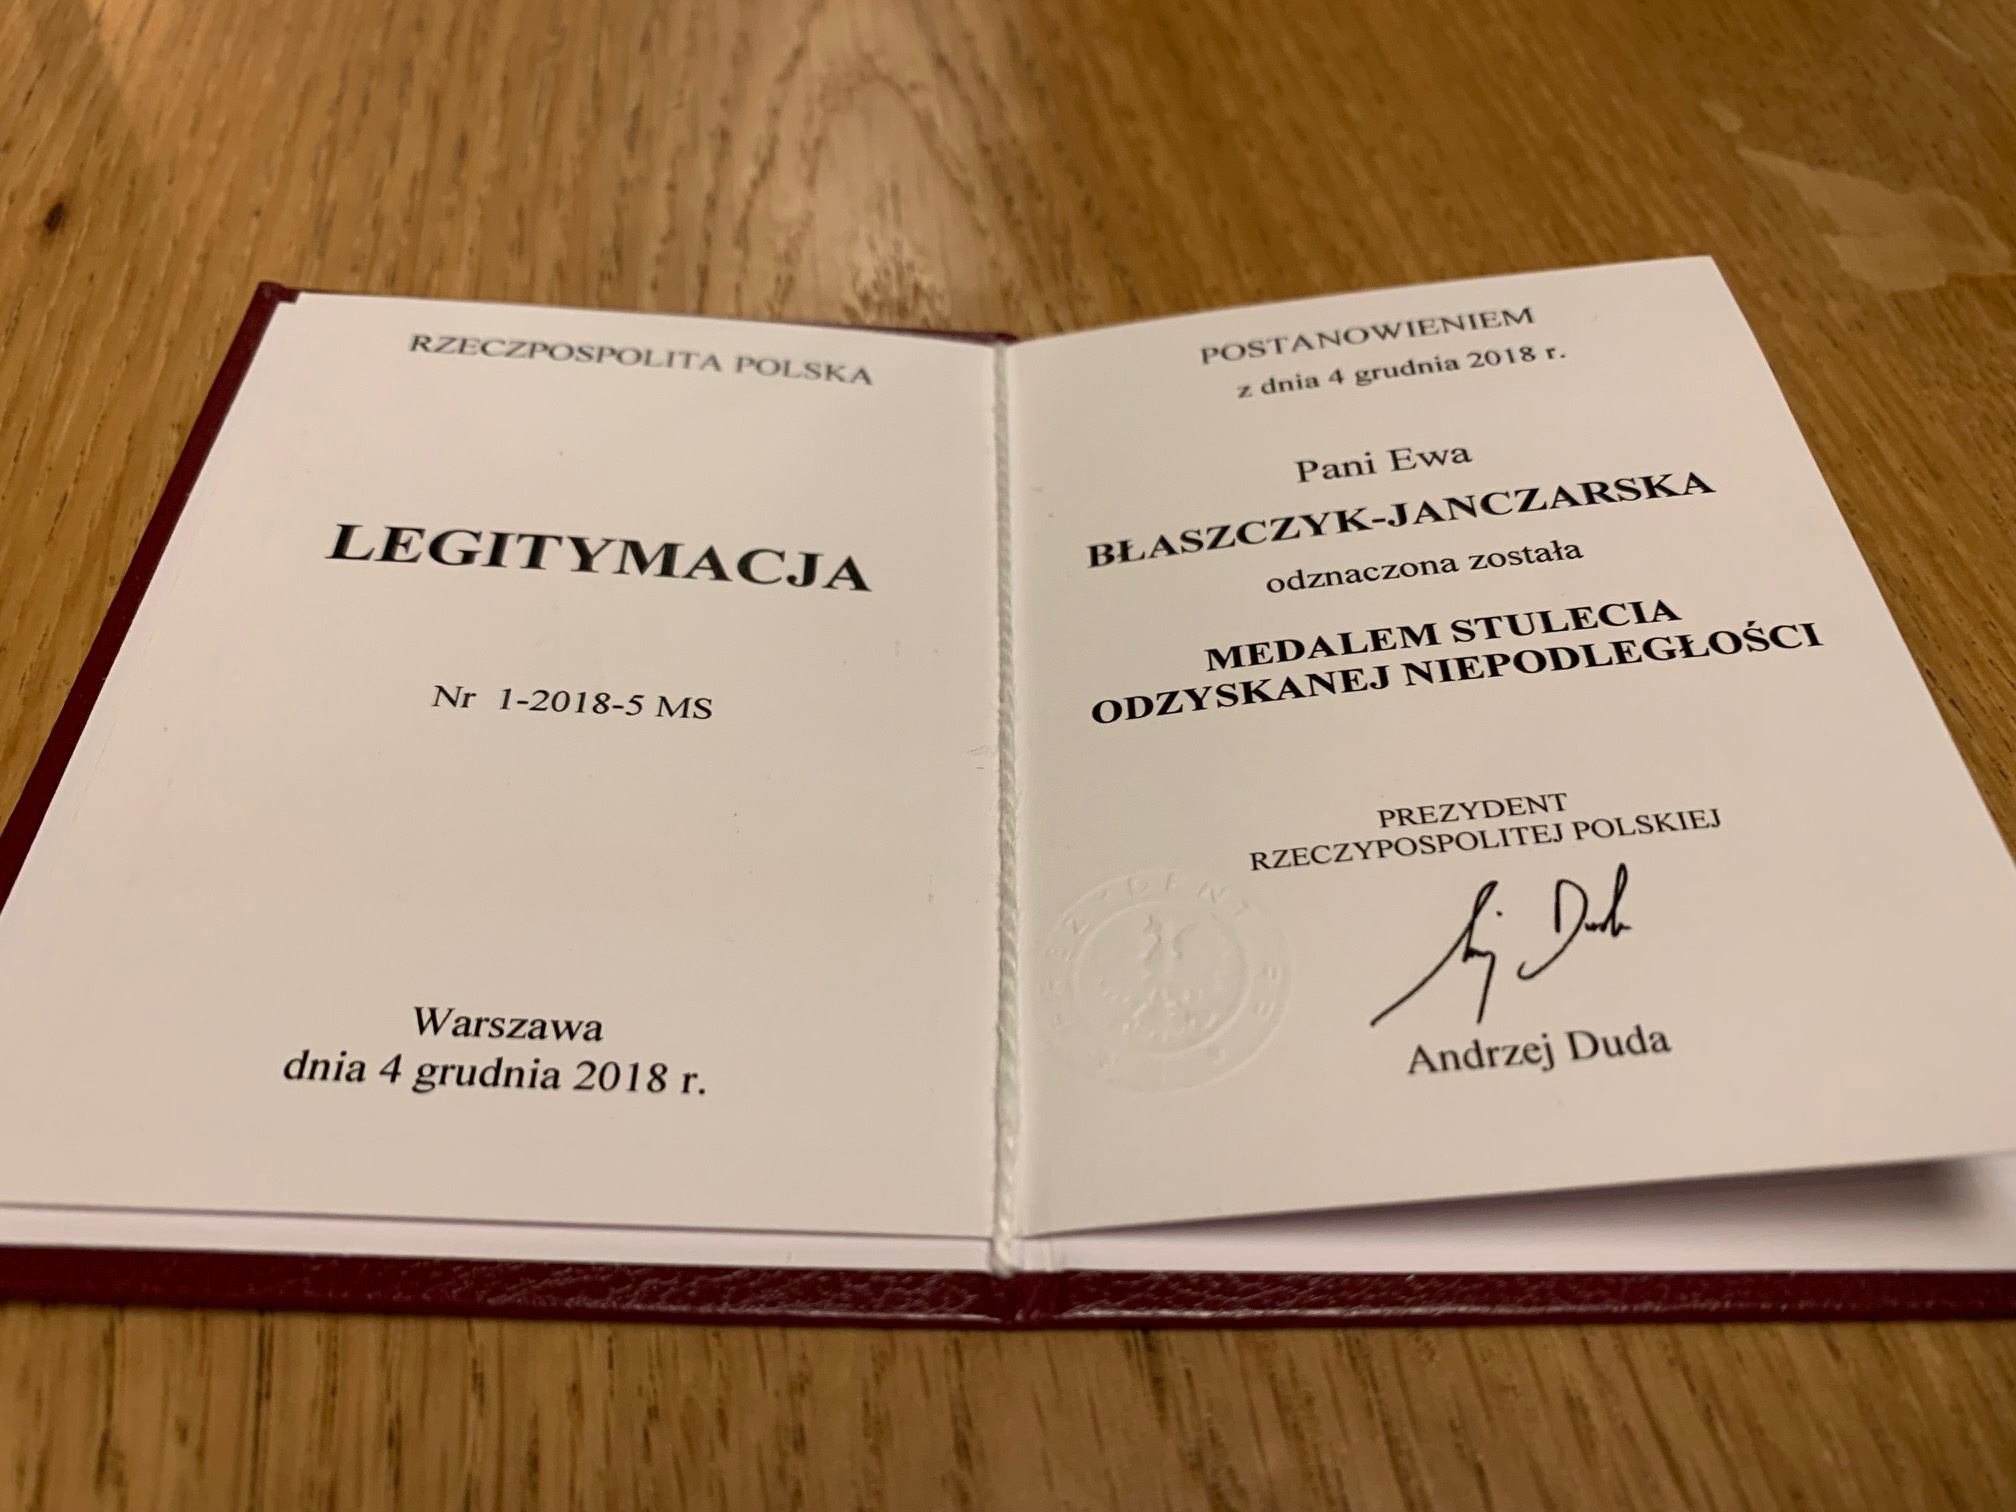 RZECZPOSPOLITA POLSKA
LEGITYMACJA
Nr 1-2018-5 MS
Warszawa
dnia 4 grudnia 2018 r.
POSTANOWIENIEM
z dnia 4 grudnia 2018 r.
Pani Ewa
BŁASZCZYK-JANCZARSKA
odznaczona została
MEDALEM STULECIA
ODZYSKANEJ NIEPODLEGŁOŚCI
PREZYDENT
RZECZYPOSPOLITEJ POLSKIEJ
Andrzej Duda